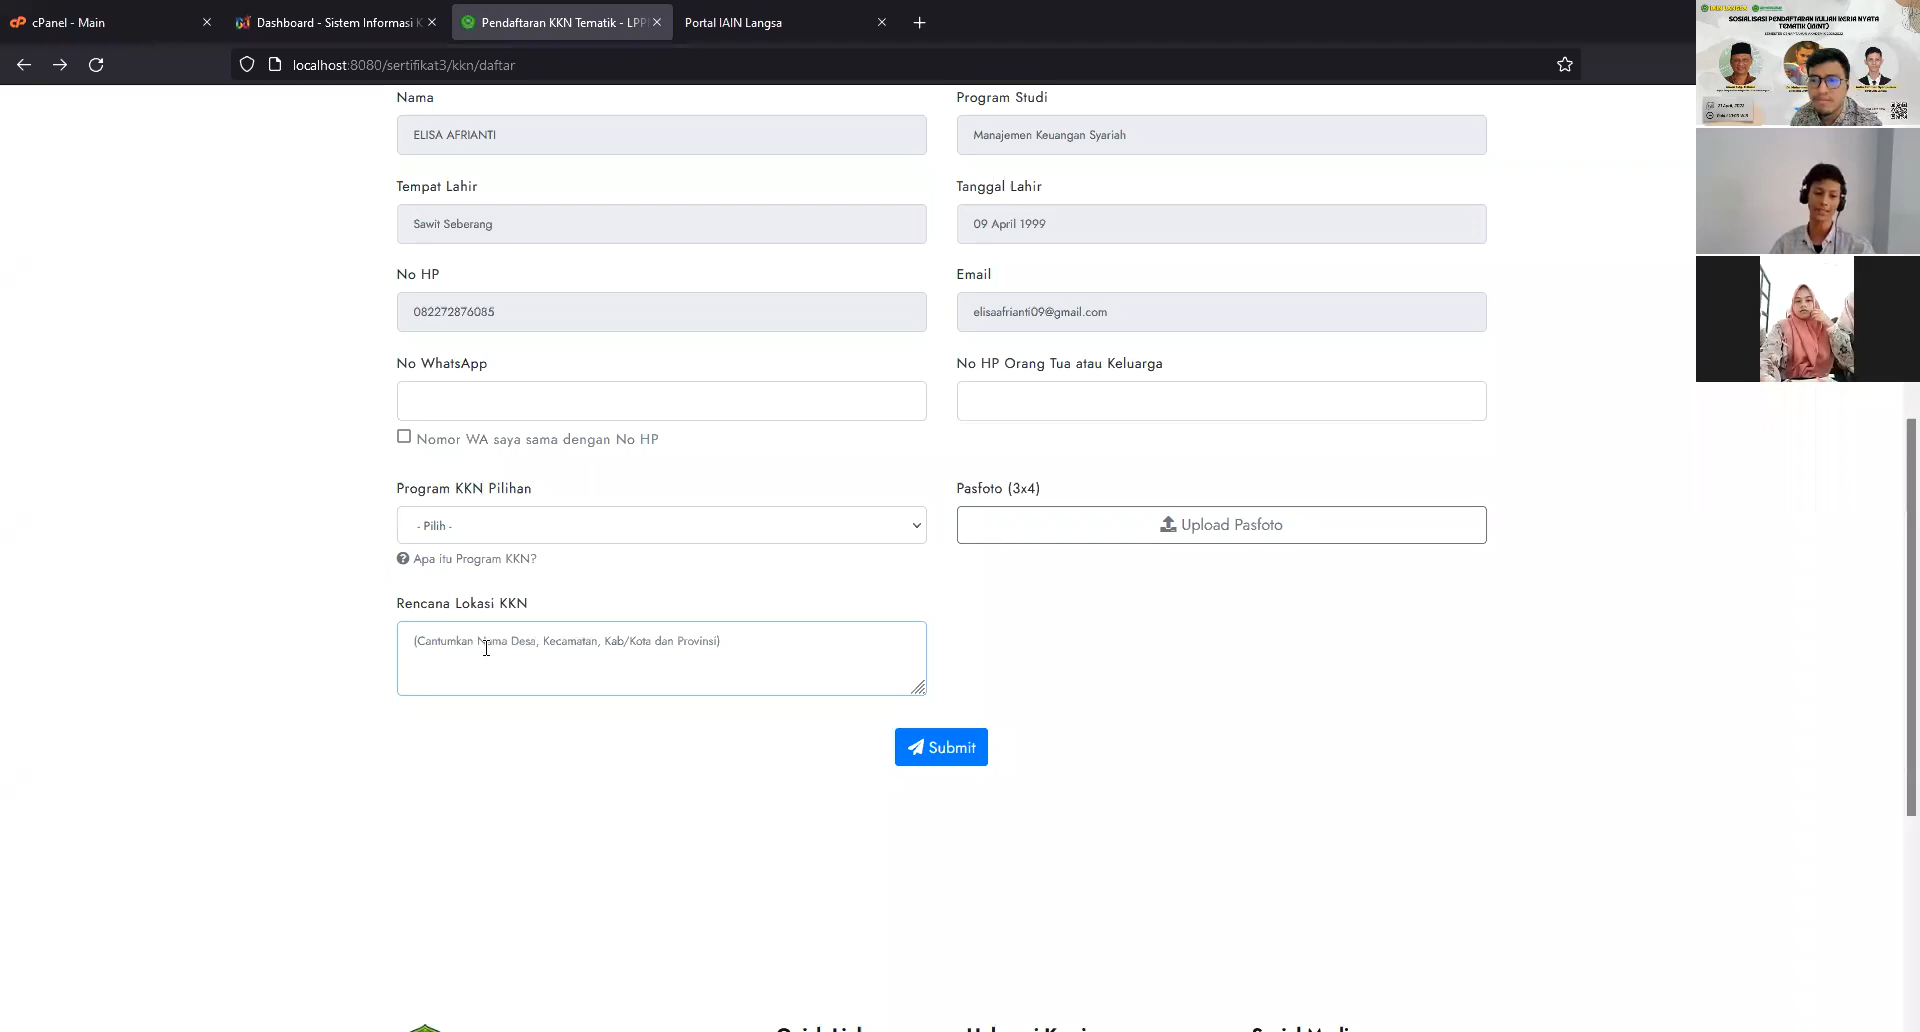 cPanel - Main
Dashboard - Sistem Informasi K
Pendaftaran KKN Tematik - LPP
Portal IAIN Langsa
localhost:8080/sertifikat3/kkn/daftar
SOSIALISASI PENDAFTARAN KULIAH KERJA NYATA
TEMATIK (KKNT)
21 April, 2022
Nama
Program Studi
ELISA AFRIANTI
Manajemen Keuangan Syariah
Tempat Lahir
Tanggal Lahir
Sawit Seberang
09 April 1999
No HP
Email
082272876085
elisaafrianti09@gmail.com
No WhatsApp
No HP Orang Tua atau Keluarga
Nomor WA saya sama dengan No HP
Program KKN Pilihan
Pasfoto (3x4)
- Pilih -
Upload Pasfoto
Apa itu Program KKN?
Rencana Lokasi KKN
(Cantumkan Nama Desa, Kecamatan, Kab/Kota dan Provinsi)
Submit